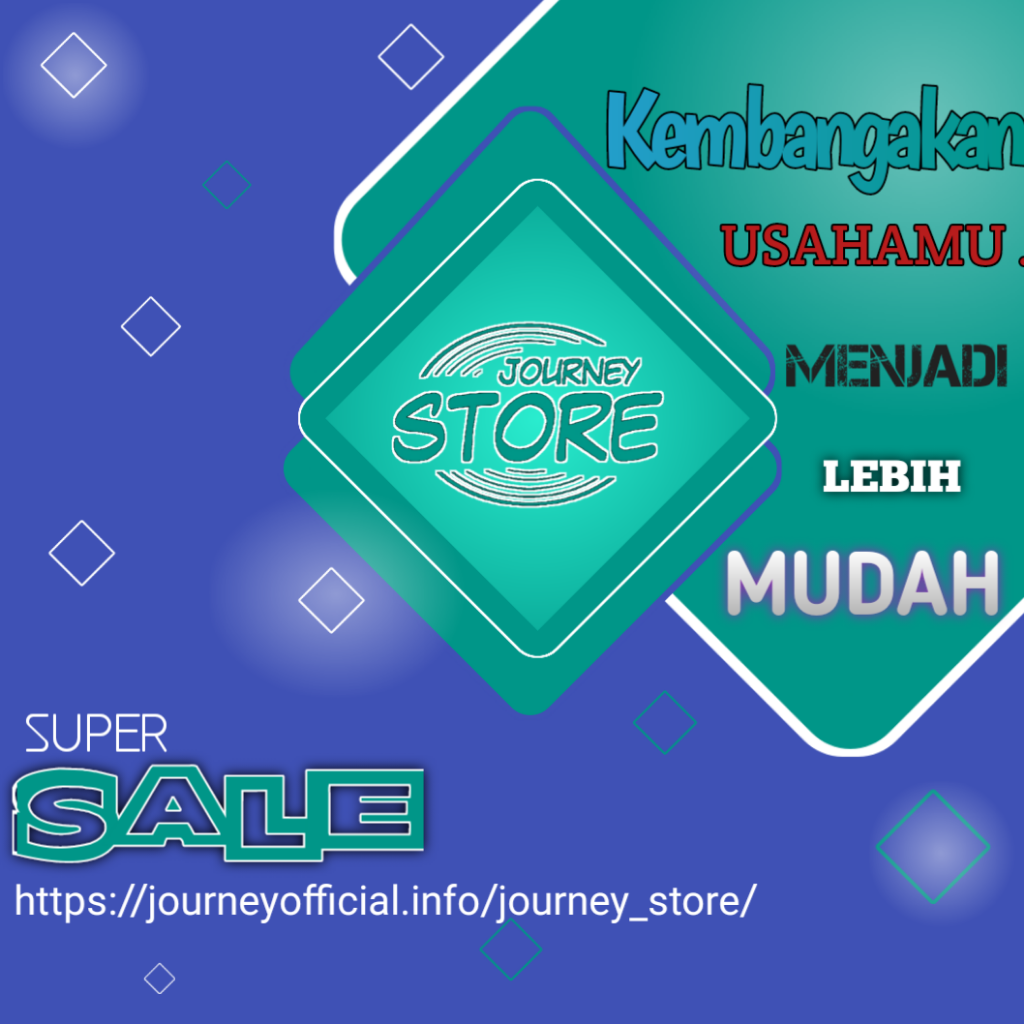 Kembangakan
USAHAMU .
MENJADI
LEBIH
MUDAH
JOURNEY
STORE
SUPER
SALE
https://journeyofficial.info/journey_store/